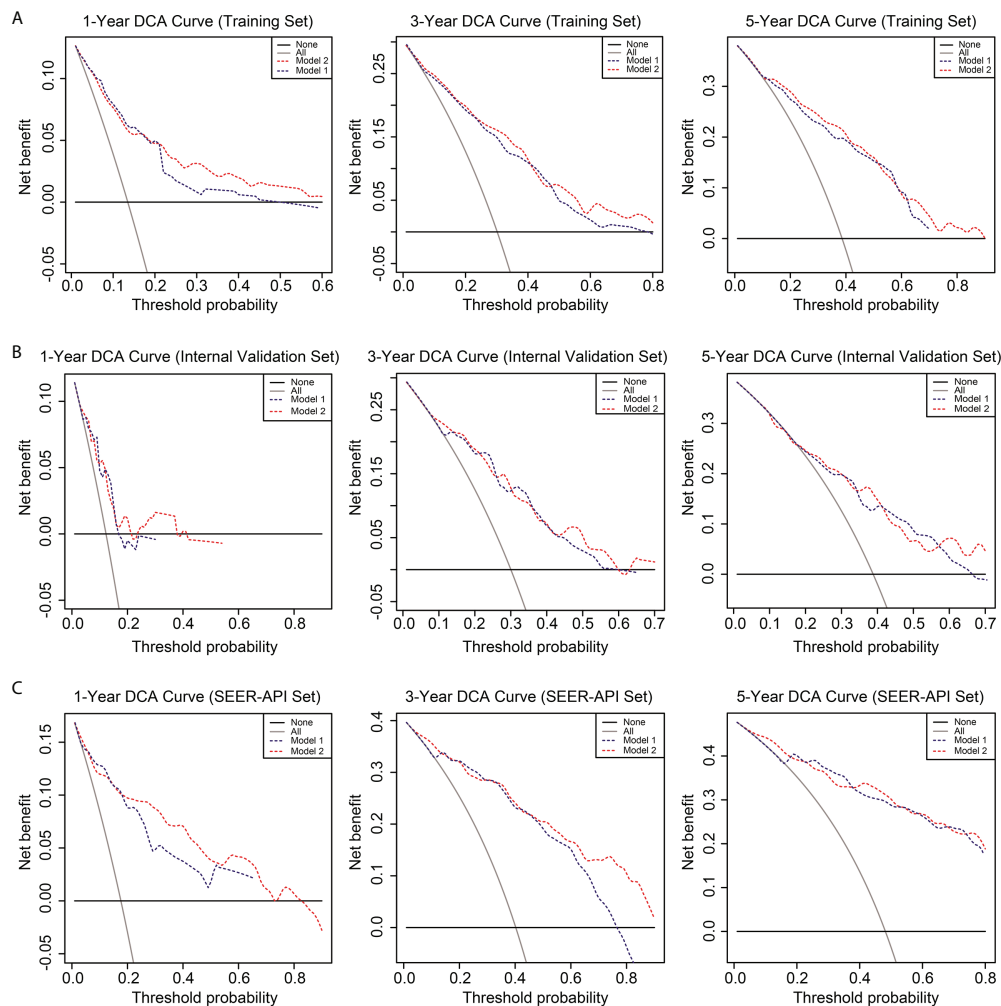 A
1-Year DCA Curve (Training Set)
None
All
Model 2
Model 1
Net benefit
0.10
0.05
0.00
-0.05
0.0 0.1 0.2 0.3 0.4 0.5 0.6
Threshold probability
3-Year DCA Curve (Training Set)
None
All
Model 1
Model 2
Net benefit
0.25
0.15
0.05
-0.05
0.0 0.2 0.4 0.6 0.8
Threshold probability
5-Year DCA Curve (Training Set)
None
All
Model 1
Model 2
Net benefit
0.3
0.2
0.1
0.0
0.0 0.2 0.4 0.6 0.8
Threshold probability
B
1-Year DCA Curve (Internal Validation Set)
None
All
Model 1
Model 2
Net benefit
0.10
0.05
0.00
-0.05
0.0 0.2 0.4 0.6 0.8
Threshold probability
3-Year DCA Curve (Internal Validation Set)
None
All
Model 1
Model 2
Net benefit
0.25
0.15
0.05
-0.05
0.0 0.1 0.2 0.3 0.4 0.5 0.6 0.7
Threshold probability
5-Year DCA Curve (Internal Validation Set)
None
All
Model 1
Model 2
Net benefit
0.3
0.2
0.1
0.0
0.0 0.1 0.2 0.3 0.4 0.5 0.6 0.7
Threshold probability
C
1-Year DCA Curve (SEER-API Set)
None
All
Model 1
Model 2
Net benefit
0.15
0.10
0.05
0.00
-0.05
0.0 0.2 0.4 0.6 0.8
Threshold probability
3-Year DCA Curve (SEER-API Set)
None
All
Model 1
Model 2
Net benefit
0.4
0.3
0.2
0.1
0.0
0.0 0.2 0.4 0.6 0.8
Threshold probability
5-Year DCA Curve (SEER-API Set)
None
All
Model 1
Model 2
Net benefit
0.4
0.3
0.2
0.1
0.0
0.0 0.2 0.4 0.6 0.8
Threshold probability